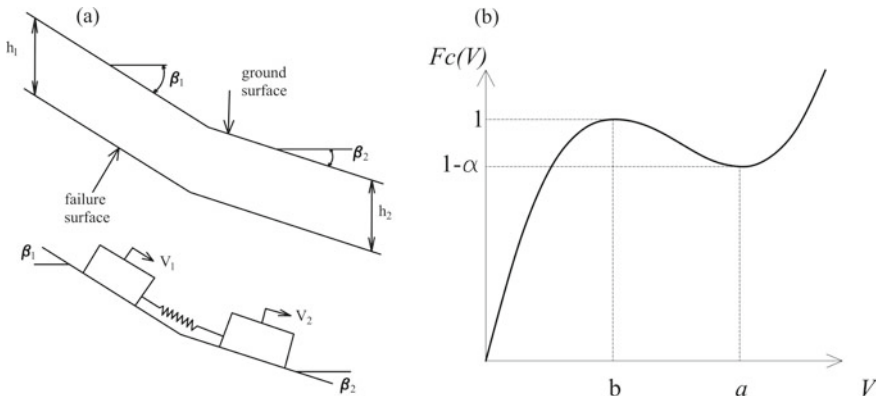 (a)
h₁
β₁
ground
surface
β₂
failure
surface
h₂
β₁
V₁
V₂
β₂
(b)
Fc(V)
1
1-α
b
a
V